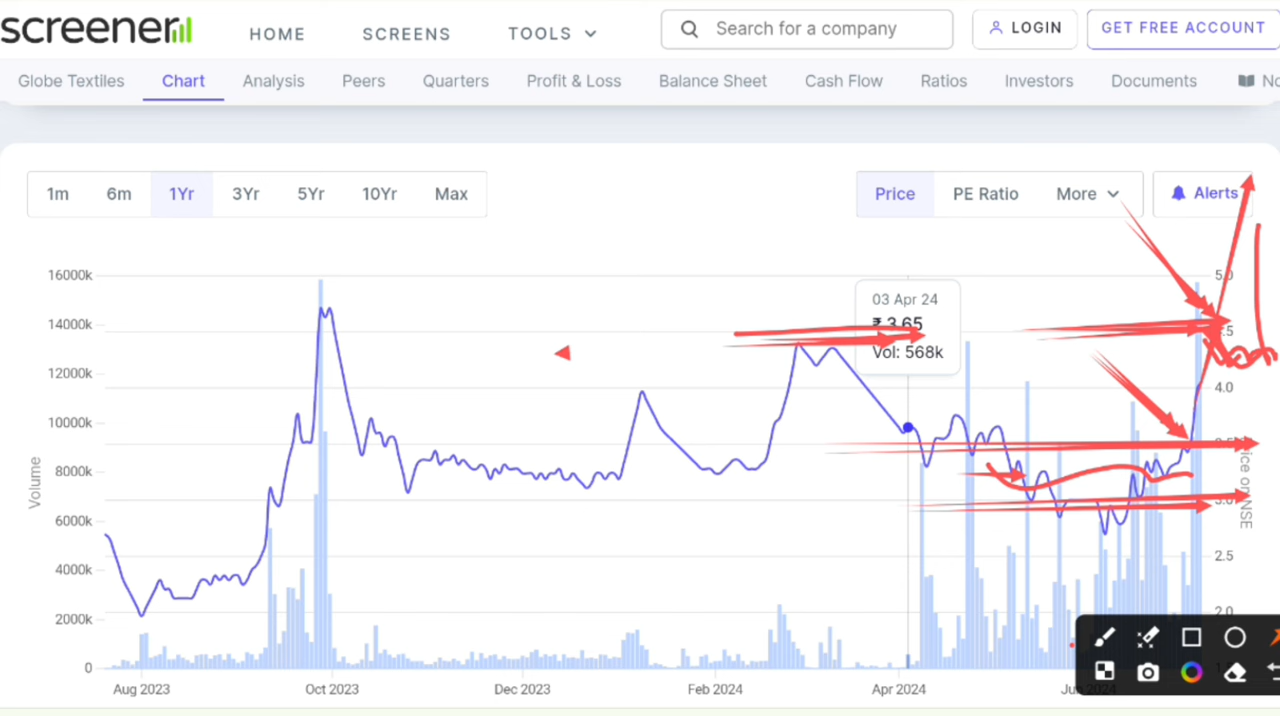 screener
HOME SCREENS TOOLS
Search for a company
LOGIN
GET FREE ACCOUNT
Globe Textiles Chart Analysis Peers Quarters Profit & Loss Balance Sheet Cash Flow Ratios Investors Documents
1m 6m 1Yr 3Yr 5Yr 10Yr Max
Price PE Ratio More
Alerts
16000k
14000k
12000k
10000k
8000k
6000k
4000k
2000k
0
Volume
03 Apr 24
₹ 3.65
Vol: 568k
4.0
2.5
2.0
NSE
Aug 2023 Oct 2023 Dec 2023 Feb 2024 Apr 2024 Jun 2024